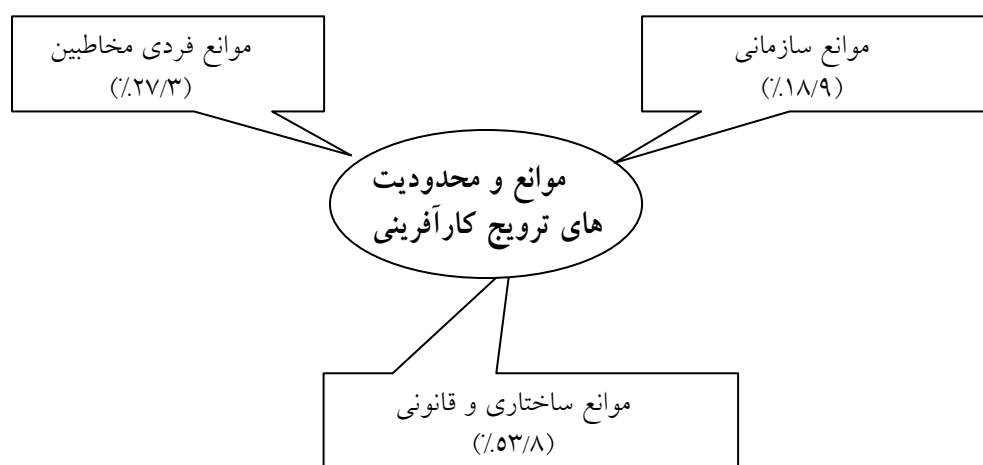 موانع سازمانی
(٪۱۸/۹)
موانع فردی مخاطبین
(٪۲۷/۳)
موانع و محدودیت
های ترویج کارآفرینی
موانع ساختاری و قانونی
(٪۵۳/۸)